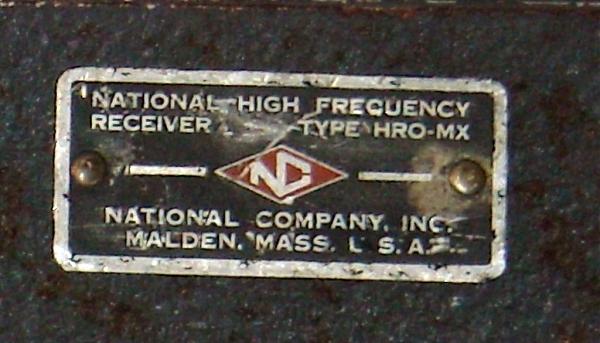 NATIONAL HIGH FREQUENCY
RECEIVER TYPE HRO-MX
NC
NATIONAL COMPANY, INC.
MALDEN, MASS. U.S.A.